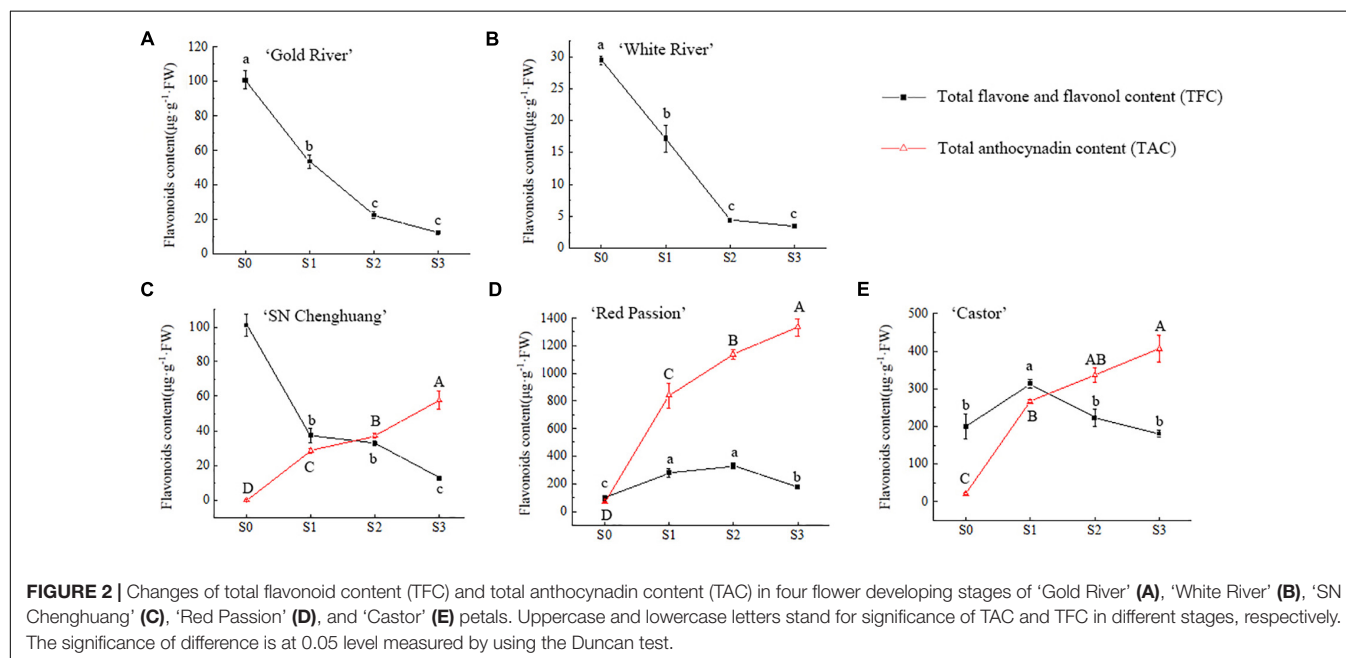 A
'Gold River'
Flavonoids content(µg·g⁻¹·FW)
120
100
80
60
40
20
0
a
b
c
c
S0 S1 S2 S3
B
'White River'
Flavonoids content(µg·g⁻¹·FW)
30
25
20
15
10
5
0
a
b
c
c
S0 S1 S2 S3
Total flavone and flavonol content (TFC)
Total anthocynadin content (TAC)
C
'SN Chenghuang'
Flavonoids content(µg·g⁻¹·FW)
100
80
60
40
20
0
D
b
C
B
b
A
c
S0 S1 S2 S3
D
'Red Passion'
Flavonoids content(µg·g⁻¹·FW)
1400
1200
1000
800
600
400
200
0
c
D
C
a
B
a
A
b
S0 S1 S2 S3
E
'Castor'
Flavonoids content(µg·g⁻¹·FW)
500
400
300
200
100
0
b
C
a
B
AB
b
A
b
S0 S1 S2 S3
FIGURE 2 | Changes of total flavonoid content (TFC) and total anthocynadin content (TAC) in four flower developing stages of 'Gold River' (A), 'White River' (B), 'SN
Chenghuang' (C), 'Red Passion' (D), and 'Castor' (E) petals. Uppercase and lowercase letters stand for significance of TAC and TFC in different stages, respectively.
The significance of difference is at 0.05 level measured by using the Duncan test.